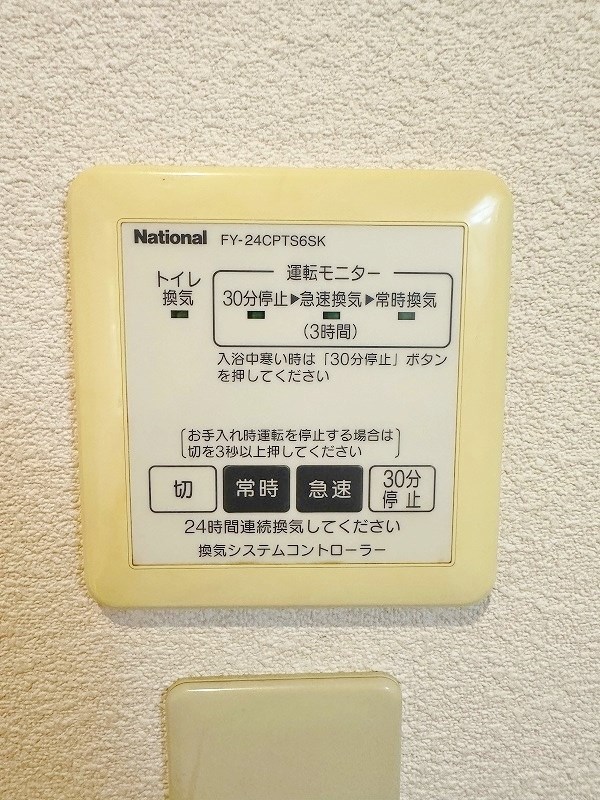 National FY-24CPTS6SK
トイレ
換気
運転モニター
30分停止▶急速換気▶常時換気
(3時間)
入浴中寒い時は「30分停止」ボタン
を押してください
〔お手入れ時運転を停止する場合は
切を3秒以上押してください〕
切 常時 急速 30分
停止
24時間連続換気してください
換気システムコントローラー